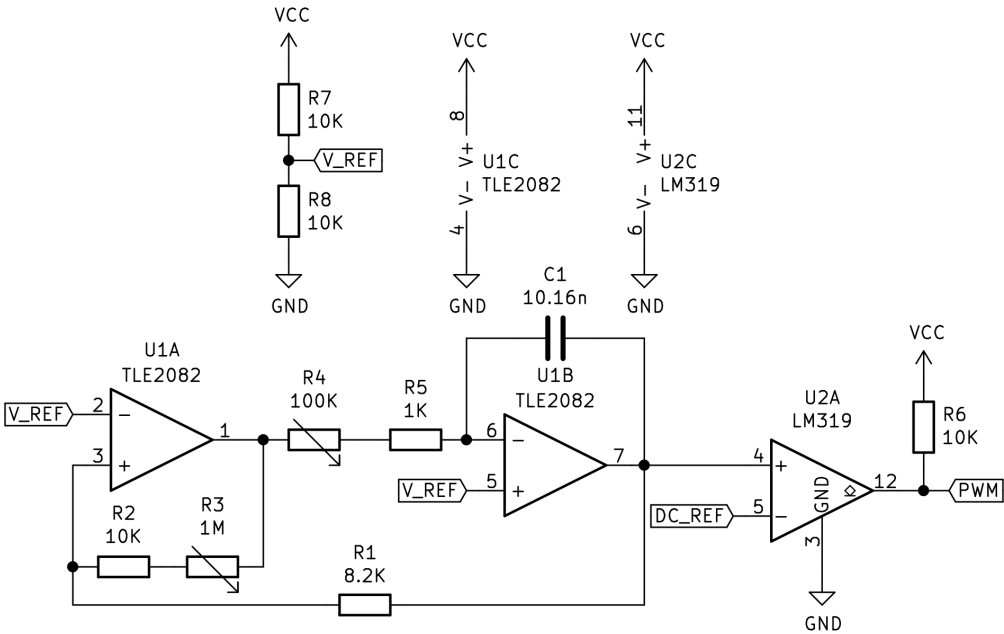 VCC
R7
10K
V_REF
R8
10K
GND
VCC
8
V+
V-
4
U1C
TLE2082
GND
VCC
11
V+
V-
6
U2C
LM319
GND
C1
10.16n
U1A
TLE2082
V_REF
2
3
-
+
1
R4
100K
R5
1K
U1B
TLE2082
6
5
-
+
7
V_REF
R2
10K
R3
1M
R1
8.2K
U2A
LM319
4
5
+
-
DC_REF
GND
3
12
GND
VCC
R6
10K
PWM